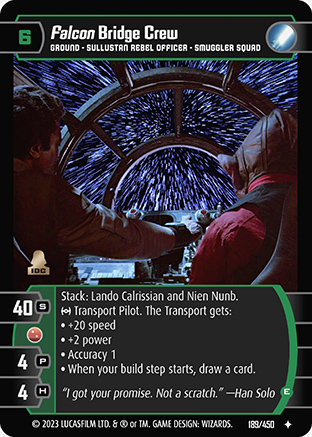 6 Falcon Bridge Crew
GROUND - SULLUSTAN REBEL OFFICER - SMUGGLER SQUAD
IDC
40 S
4 P
4 H
Stack: Lando Calrissian and Nien Nunb.
Transport Pilot. The Transport gets:
• +20 speed
• +2 power
• Accuracy 1
• When your build step starts, draw a card.
“I got your promise. Not a scratch.” —Han Solo E
© 2023 LUCASFILM LTD. & ® or TM. GAME DESIGN: WIZARDS. 189/450